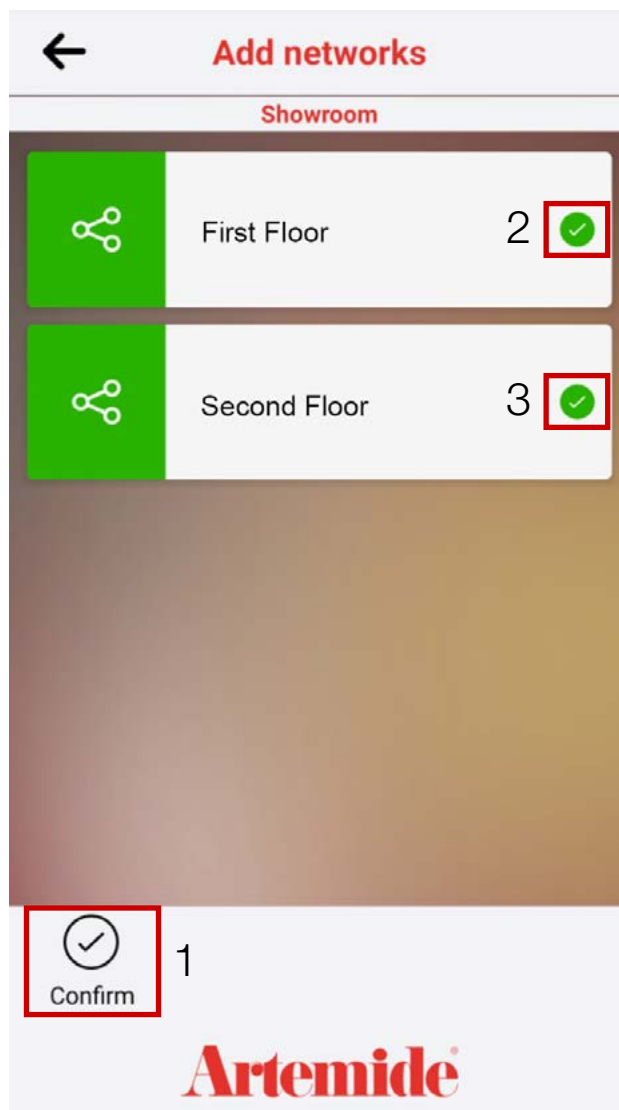 Add networks
Showroom
First Floor 2
Second Floor 3
1
Confirm
Artemide®